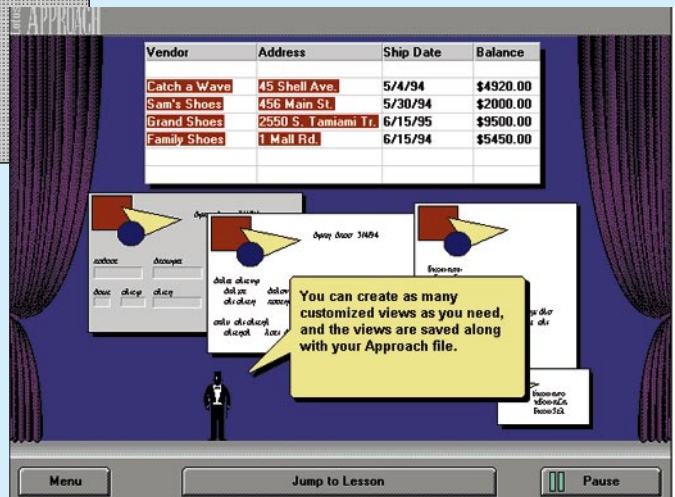 Lotus
APPROACH
Vendor Address Ship Date Balance
Catch a Wave 45 Shell Ave. 5/4/94 $4920.00
Sam's Shoes 456 Main St. 5/30/94 $2000.00
Grand Shoes 2550 S. Tamiami Tr. 6/15/95 $9500.00
Family Shoes 1 Mall Rd. 6/15/94 $5450.00
You can create as many
customized views as you need,
and the views are saved along
with your Approach file.
Menu Jump to Lesson Pause